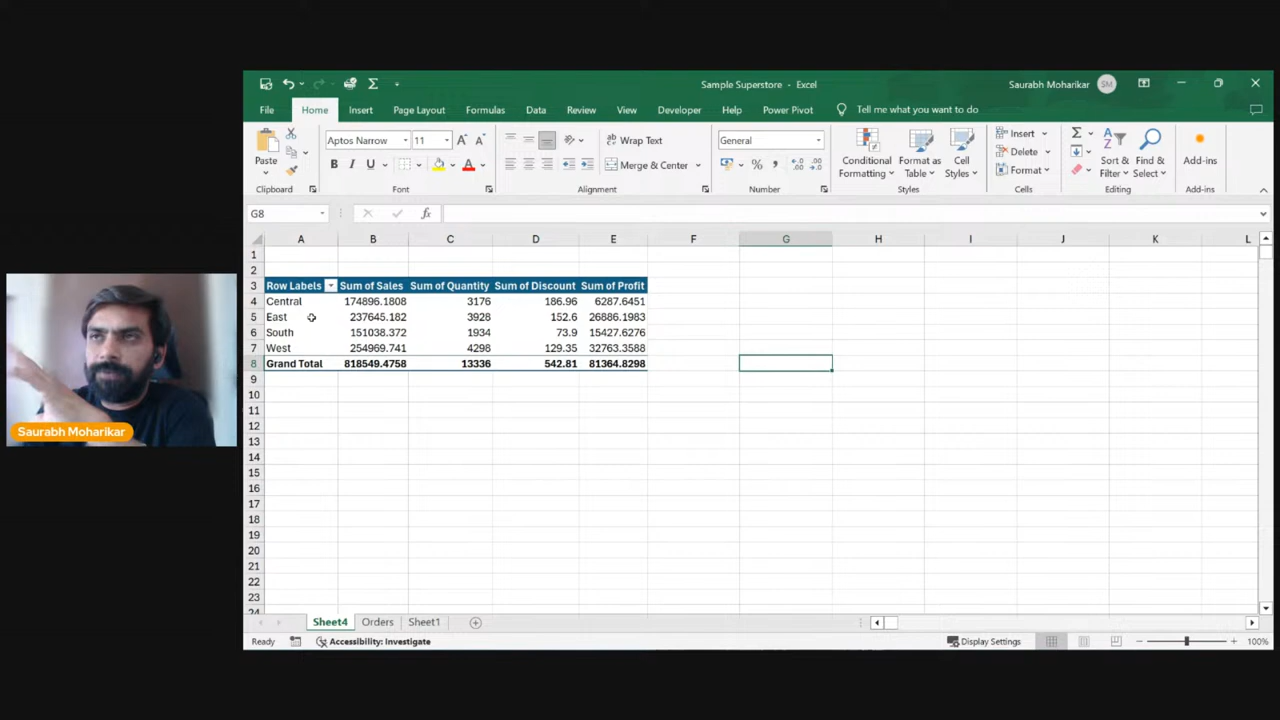 Sample Superstore - Excel
Saurabh Moharikar SM
File Home Insert Page Layout Formulas Data Review View Developer Help Power Pivot Tell me what you want to do
Paste
Clipboard
Aptos Narrow 11
B I U
Font
Wrap Text
Merge & Center
Alignment
General
Number
Conditional Formatting
Format as Table
Cell Styles
Styles
Insert
Delete
Format
Cells
Sort & Filter
Find & Select
Editing
Add-ins
Add-ins
G8 fx
A B C D E F G H I J K L
1
2
3 Row Labels Sum of Sales Sum of Quantity Sum of Discount Sum of Profit
4 Central 174896.1808 3176 186.96 6287.6451
5 East 237645.182 3928 152.6 26886.1983
6 South 151038.372 1934 73.9 15427.6276
7 West 254969.741 4298 129.35 32763.3588
8 Grand Total 818549.4758 13336 542.81 81364.8298
9
10
11
12
13
14
15
16
17
18
19
20
21
22
23
24
Saurabh Moharikar
Sheet4 Orders Sheet1
Ready Accessibility: Investigate Display Settings 100%